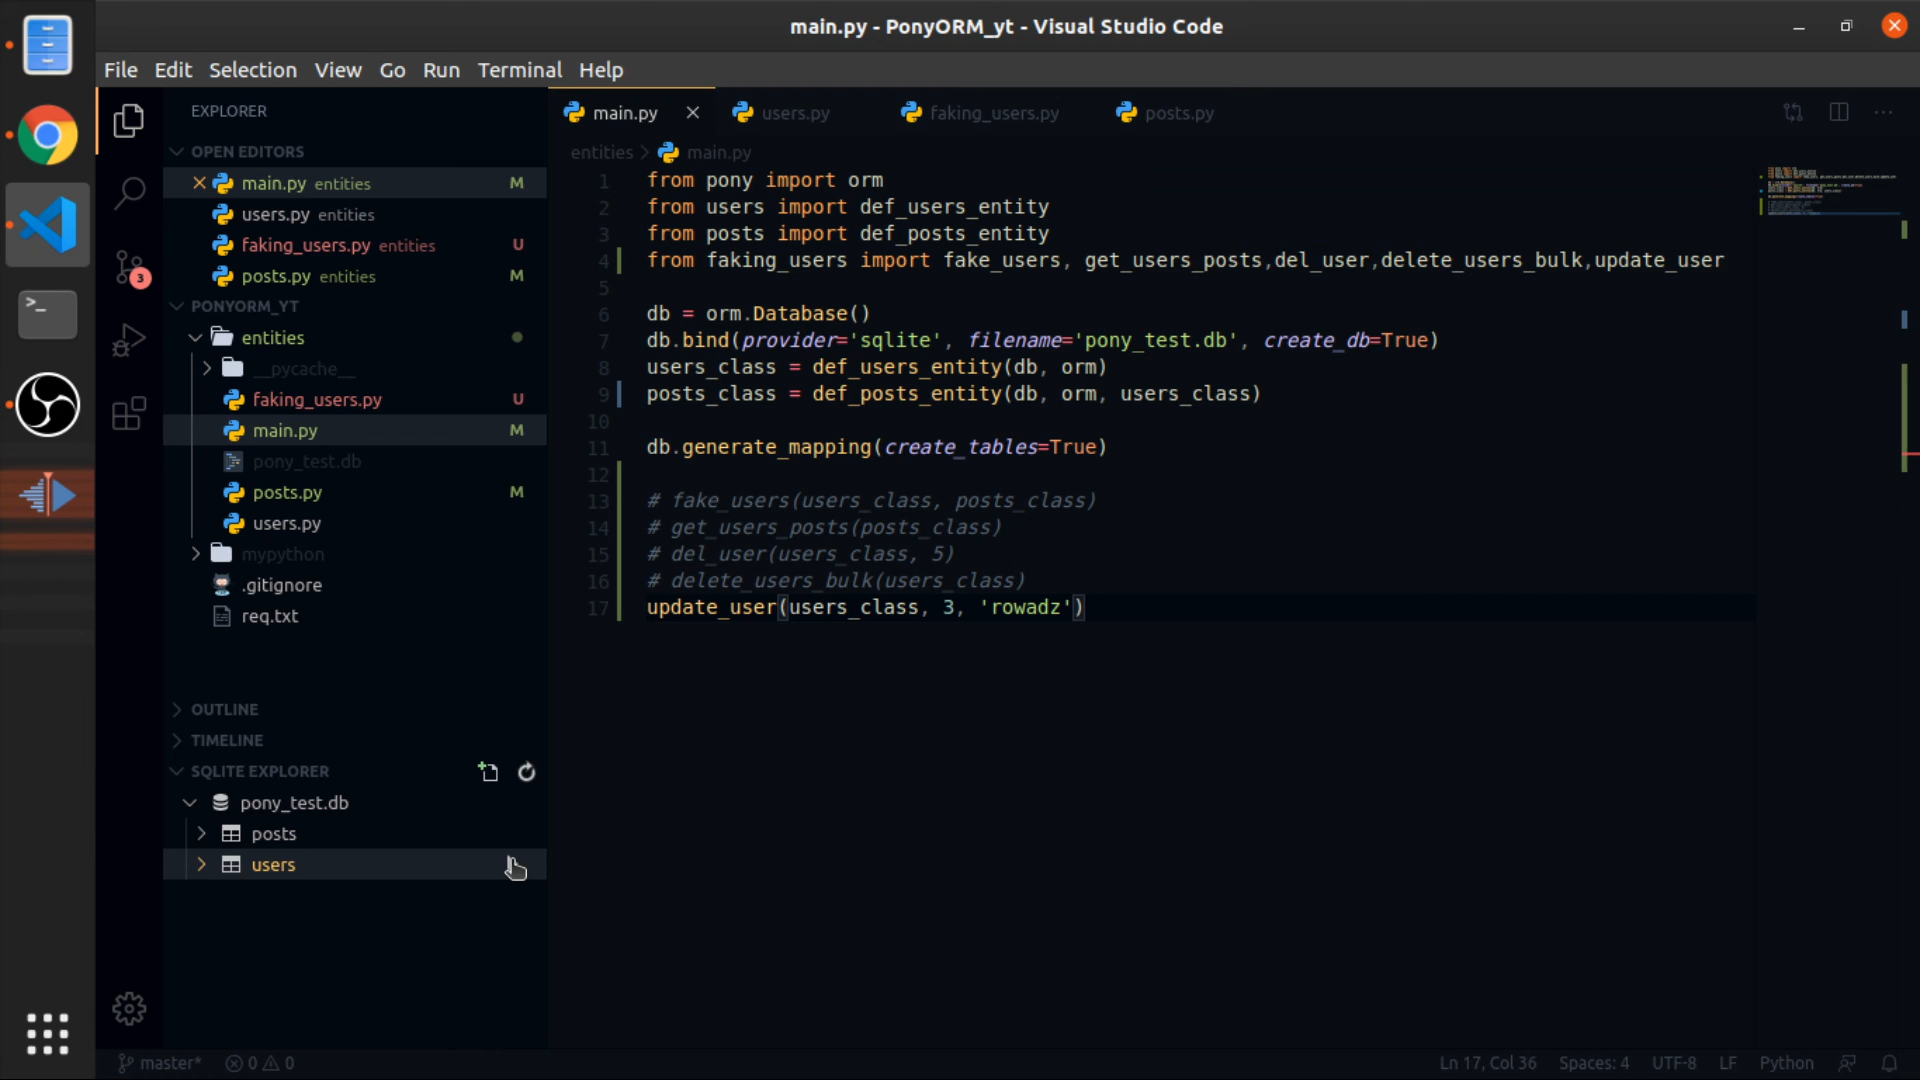 main.py - PonyORM_yt - Visual Studio Code
File Edit Selection View Go Run Terminal Help
EXPLORER
OPEN EDITORS
main.py entities M
users.py entities
faking_users.py entities U
posts.py entities M
3
PONYORM_YT
entities
__pycache__
faking_users.py U
main.py M
pony_test.db
posts.py M
users.py
mypython
.gitignore
req.txt
OUTLINE
TIMELINE
SQLITE EXPLORER
pony_test.db
posts
users
main.py users.py faking_users.py posts.py
entities > main.py
1 from pony import orm
2 from users import def_users_entity
3 from posts import def_posts_entity
4 from faking_users import fake_users, get_users_posts,del_user,delete_users_bulk,update_user
5
6 db = orm.Database()
7 db.bind(provider='sqlite', filename='pony_test.db', create_db=True)
8 users_class = def_users_entity(db, orm)
9 posts_class = def_posts_entity(db, orm, users_class)
10
11 db.generate_mapping(create_tables=True)
12
13 # fake_users(users_class, posts_class)
14 # get_users_posts(posts_class)
15 # del_user(users_class, 5)
16 # delete_users_bulk(users_class)
17 update_user(users_class, 3, 'rowadz')
master* 0 0 Ln 17, Col 36 Spaces: 4 UTF-8 LF Python